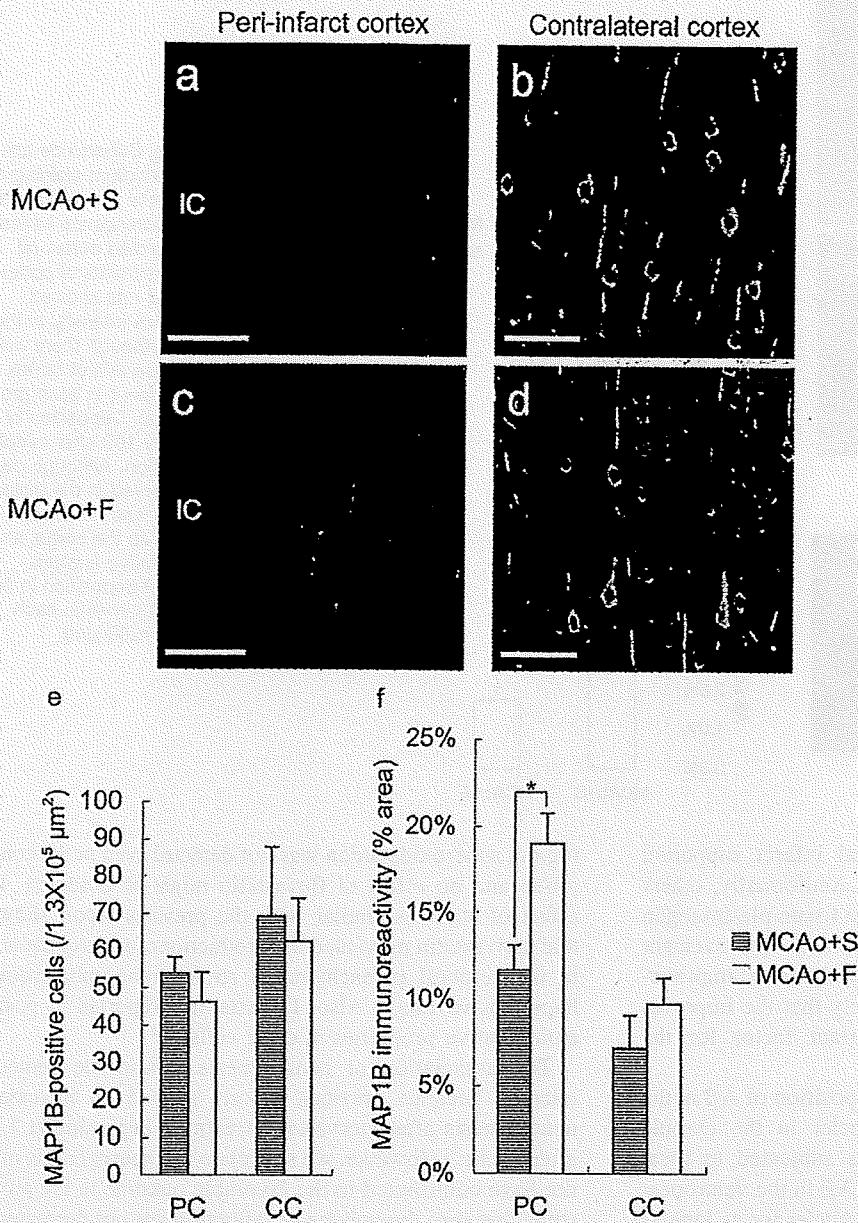 Peri-infarct cortex Contralateral cortex
a b
MCAo+S IC
c d
MCAo+F IC
e f
MAP1B-positive cells (/1.3X10⁵ μm²)
100
90
80
70
60
50
40
30
20
10
0
PC CC
MAP1B immunoreactivity (% area)
25%
20%
15%
10%
5%
0%
*
PC CC
MCAo+S
MCAo+F